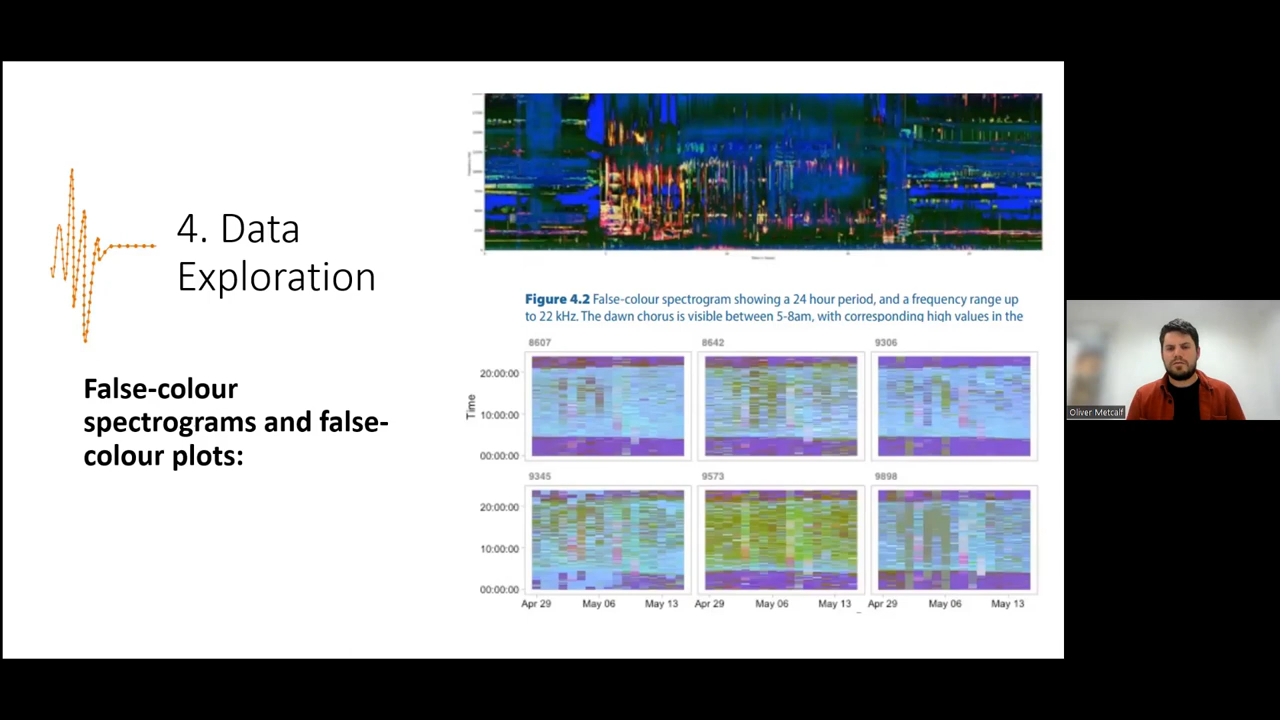 4. Data
Exploration
False-colour
spectrograms and false-
colour plots:
Figure 4.2 False-colour spectrogram showing a 24 hour period, and a frequency range up
to 22 kHz. The dawn chorus is visible between 5-8am, with corresponding high values in the
8607
8642
9306
Time
20:00:00
10:00:00
00:00:00
9345
9573
9898
20:00:00
10:00:00
00:00:00
Apr 29
May 06
May 13
Apr 29
May 06
May 13
Apr 29
May 06
May 13
Oliver Metcalf